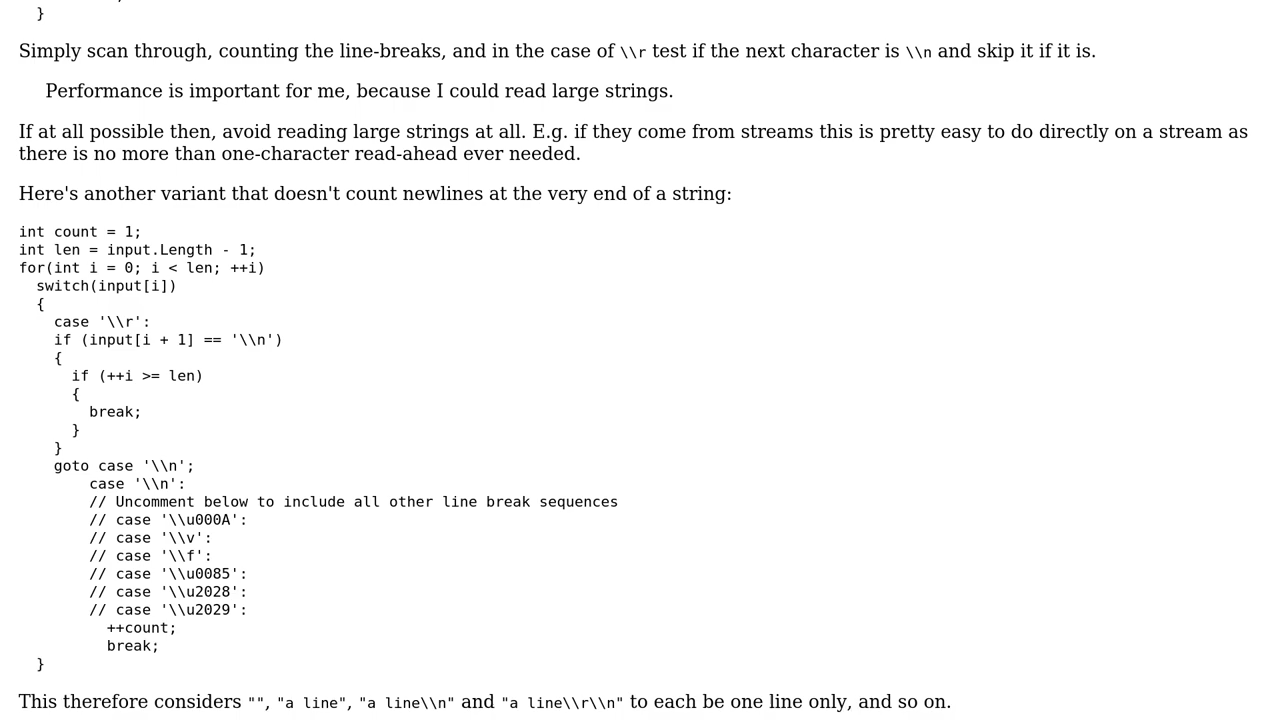 }
Simply scan through, counting the line-breaks, and in the case of \\r test if the next character is \\n and skip it if it is.
Performance is important for me, because I could read large strings.
If at all possible then, avoid reading large strings at all. E.g. if they come from streams this is pretty easy to do directly on a stream as
there is no more than one-character read-ahead ever needed.
Here's another variant that doesn't count newlines at the very end of a string:
int count = 1;
int len = input.Length - 1;
for(int i = 0; i < len; ++i)
  switch(input[i])
  {
    case '\\r':
    if (input[i + 1] == '\\n')
    {
      if (++i >= len)
      {
        break;
      }
    }
    goto case '\\n';
        case '\\n':
        // Uncomment below to include all other line break sequences
        // case '\\u000A':
        // case '\\v':
        // case '\\f':
        // case '\\u0085':
        // case '\\u2028':
        // case '\\u2029':
          ++count;
          break;
  }
This therefore considers "", "a line", "a line\\n" and "a line\\r\\n" to each be one line only, and so on.